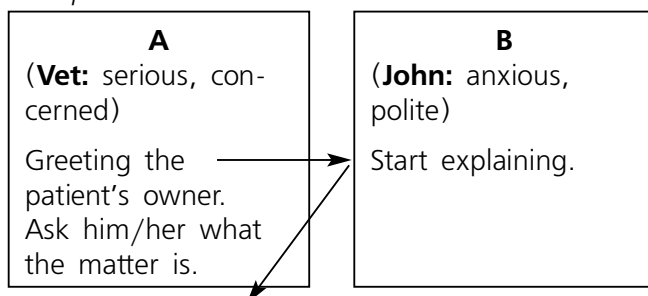 A
(Vet: serious, con-
cerned)
Greeting the
patient's owner.
Ask him/her what
the matter is.
B
(John: anxious,
polite)
Start explaining.